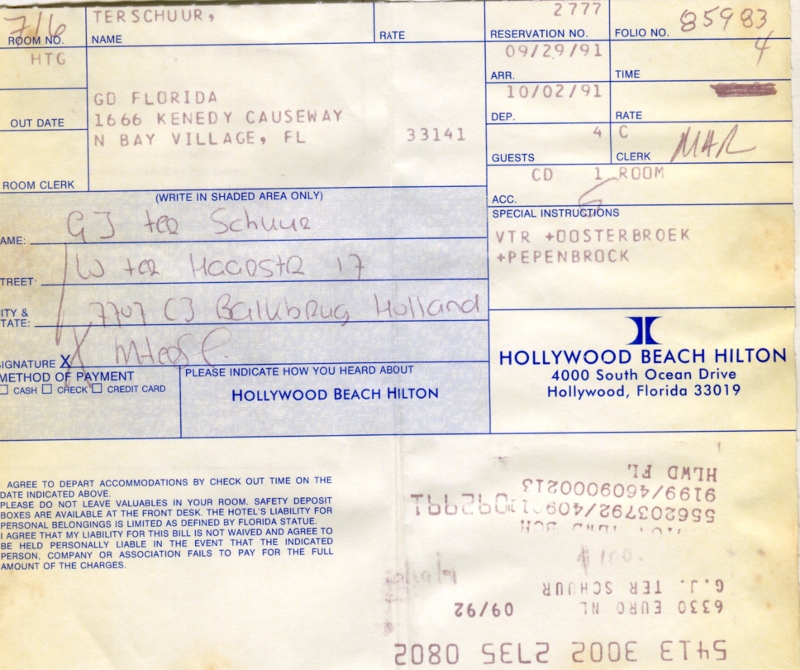 7/6
ROOM NO.
HTG
TERSCHUUR,
NAME
RATE
2777
RESERVATION NO.
FOLIO NO. 85983
09/29/91
4
ARR.
TIME
10/02/91
DEP.
RATE
4 C
GUESTS
CLERK
CD 1 ROOM
ACC.
OUT DATE
GO FLORIDA
1666 KENEDY CAUSEWAY
N BAY VILLAGE, FL 33141
ROOM CLERK
(WRITE IN SHADED AREA ONLY)
AME: GJ ter Schuur
TREET: W ter Haarstr 17
ITY &
TATE: 7707 CJ Balkbrug Holland
IGNATURE X
METHOD OF PAYMENT
CASH CHECK CREDIT CARD
PLEASE INDICATE HOW YOU HEARD ABOUT
HOLLYWOOD BEACH HILTON
SPECIAL INSTRUCTIONS
VTR +OOSTERBROEK
+PEPENBROCK
HOLLYWOOD BEACH HILTON
4000 South Ocean Drive
Hollywood, Florida 33019
AGREE TO DEPART ACCOMMODATIONS BY CHECK OUT TIME ON THE
DATE INDICATED ABOVE.
PLEASE DO NOT LEAVE VALUABLES IN YOUR ROOM. SAFETY DEPOSIT
BOXES ARE AVAILABLE AT THE FRONT DESK. THE HOTEL'S LIABILITY FOR
PERSONAL BELONGINGS IS LIMITED AS DEFINED BY FLORIDA STATUE.
I AGREE THAT MY LIABILITY FOR THIS BILL IS NOT WAIVED AND AGREE TO
BE HELD PERSONALLY LIABLE IN THE EVENT THAT THE INDICATED
PERSON, COMPANY OR ASSOCIATION FAILS TO PAY FOR THE FULL
AMOUNT OF THE CHARGES.
5413 3002 2735 0802
6330 EURO NL 09/92
G.J. TER SCHUUR
9199/4609000213
HLWD FL